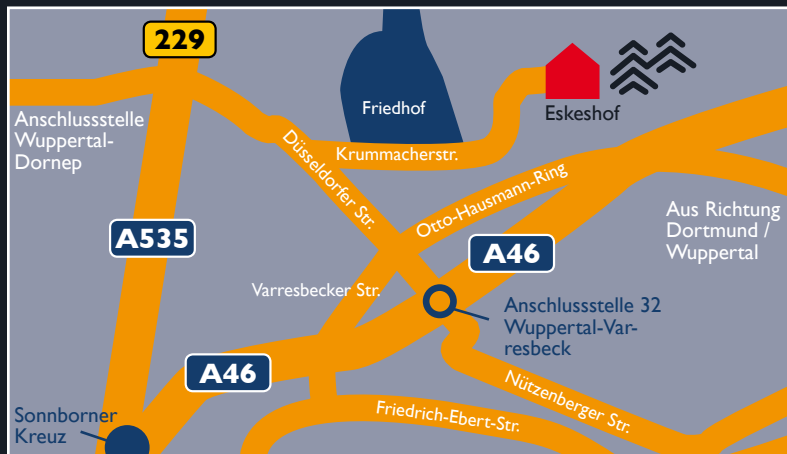 229
Anschlussstelle
Wuppertal-
Dornep
Friedhof
Eskeshof
Krummacherstr.
Düsseldorfer Str.
Otto-Hausmann-Ring
A535
Aus Richtung
Dortmund /
Wuppertal
A46
Varresbecker Str.
Anschlussstelle 32
Wuppertal-Var-
resbeck
A46
Nützenberger Str.
Friedrich-Ebert-Str.
Sonnborner
Kreuz